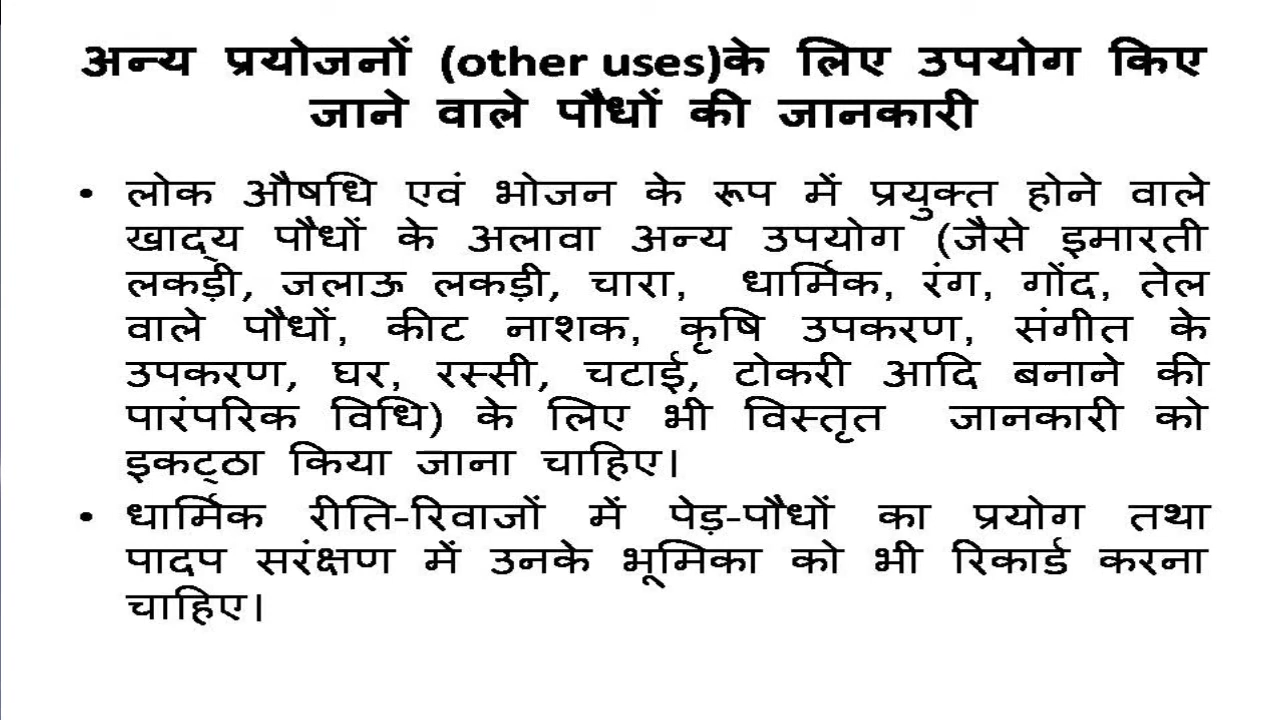 अन्य प्रयोजनों (other uses)के लिए उपयोग किए
जाने वाले पौधों की जानकारी
• लोक औषधि एवं भोजन के रूप में प्रयुक्त होने वाले
खाद्य पौधों के अलावा अन्य उपयोग (जैसे इमारती
लकड़ी, जलाऊ लकड़ी, चारा, धार्मिक, रंग, गोंद, तेल
वाले पौधों, कीट नाशक, कृषि उपकरण, संगीत के
उपकरण, घर, रस्सी, चटाई, टोकरी आदि बनाने की
पारंपरिक विधि) के लिए भी विस्तृत जानकारी को
इकट्ठा किया जाना चाहिए।
• धार्मिक रीति-रिवाजों में पेड़-पौधों का प्रयोग तथा
पादप सरंक्षण में उनके भूमिका को भी रिकार्ड करना
चाहिए।